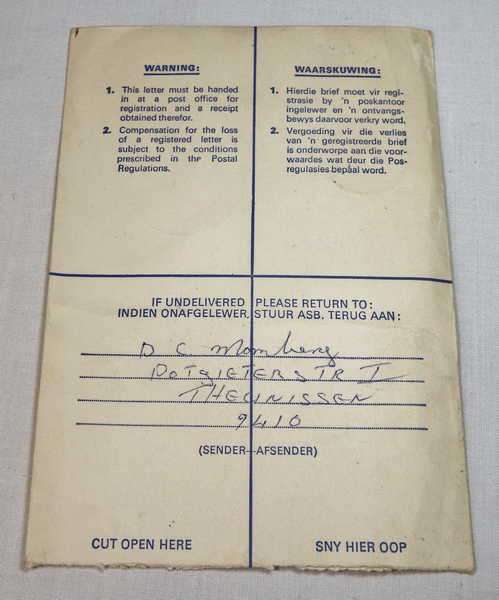 WARNING:
1. This letter must be handed
in at a post office for
registration and a receipt
obtained therefor.
2. Compensation for the loss
of a registered letter is
subject to the conditions
prescribed in the Postal
Regulations.
WAARSKUWING:
1. Hierdie brief moet vir regi-
strasie by 'n poskantoor
ingelewer en 'n ontvangs-
bewys daarvoor verkry word.
2. Vergoeding vir die verlies
van 'n geregistreerde brief
is onderworpe aan die voor-
waardes wat deur die Pos-
regulasies bepaal word.
IF UNDELIVERED PLEASE RETURN TO:
INDIEN ONAFGELEWER, STUUR ASB. TERUG AAN:
D C Momberg
POTGIETERSTR I
THEUNISSEN
9410
(SENDER—AFSENDER)
CUT OPEN HERE
SNY HIER OOP